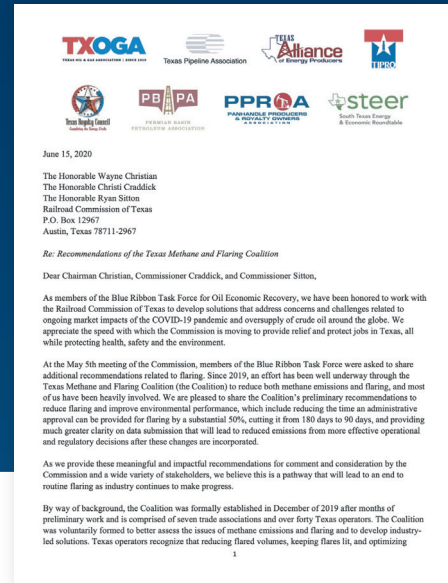 TXOGA
TEXAS OIL & GAS ASSOCIATION | SINCE 1919
Texas Pipeline Association
TEXAS
Alliance
of Energy Producers
TIPRO
Texas Royalty Council
PBPA
PERMIAN BASIN
PETROLEUM ASSOCIATION
PPROA
PANHANDLE PRODUCERS
& ROYALTY OWNERS
ASSOCIATION
steer
South Texas Energy
& Economic Roundtable
June 15, 2020
The Honorable Wayne Christian
The Honorable Christi Craddick
The Honorable Ryan Sitton
Railroad Commission of Texas
P.O. Box 12967
Austin, Texas 78711-2967
Re: Recommendations of the Texas Methane and Flaring Coalition
Dear Chairman Christian, Commissioner Craddick, and Commissioner Sitton,
As members of the Blue Ribbon Task Force for Oil Economic Recovery, we have been honored to work with
the Railroad Commission of Texas to develop solutions that address concerns and challenges related to
ongoing market impacts of the COVID-19 pandemic and oversupply of crude oil around the globe. We
appreciate the speed with which the Commission is moving to provide relief and protect jobs in Texas, all
while protecting health, safety and the environment.
At the May 5th meeting of the Commission, members of the Blue Ribbon Task Force were asked to share
additional recommendations related to flaring. Since 2019, an effort has been well underway through the
Texas Methane and Flaring Coalition (the Coalition) to reduce both methane emissions and flaring, and most
of us have been heavily involved. We are pleased to share the Coalition's preliminary recommendations to
reduce flaring and improve environmental performance, which include reducing the time an administrative
approval can be provided for flaring by a substantial 50%, cutting it from 180 days to 90 days, and providing
much greater clarity on data submission that will lead to reduced emissions from more effective operational
and regulatory decisions after these changes are incorporated.
As we provide these meaningful and impactful recommendations for comment and consideration by the
Commission and a wide variety of stakeholders, we believe this is a pathway that will lead to an end to
routine flaring as industry continues to make progress.
By way of background, the Coalition was formally established in December of 2019 after months of
preliminary work and is comprised of seven trade associations and over forty Texas operators. The Coalition
was voluntarily formed to better assess the issues of methane emissions and flaring and to develop industry-
led solutions. Texas operators recognize that reducing flared volumes, keeping flares lit, and optimizing
1